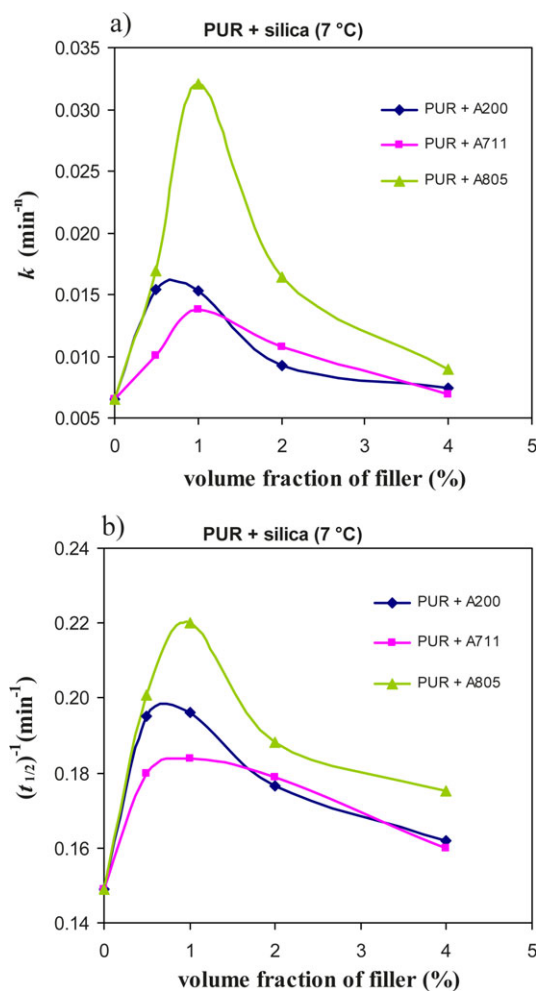 a)
PUR + silica (7 °C)
0.040
0.035
0.030
0.025
0.020
0.015
0.010
0.005
k (min⁻ⁿ)
PUR + A200
PUR + A711
PUR + A805
0 1 2 3 4 5
volume fraction of filler (%)
b)
PUR + silica (7 °C)
0.24
0.22
0.20
0.18
0.16
0.14
(t 1/2)⁻¹(min⁻¹)
PUR + A200
PUR + A711
PUR + A805
0 1 2 3 4 5
volume fraction of filler (%)